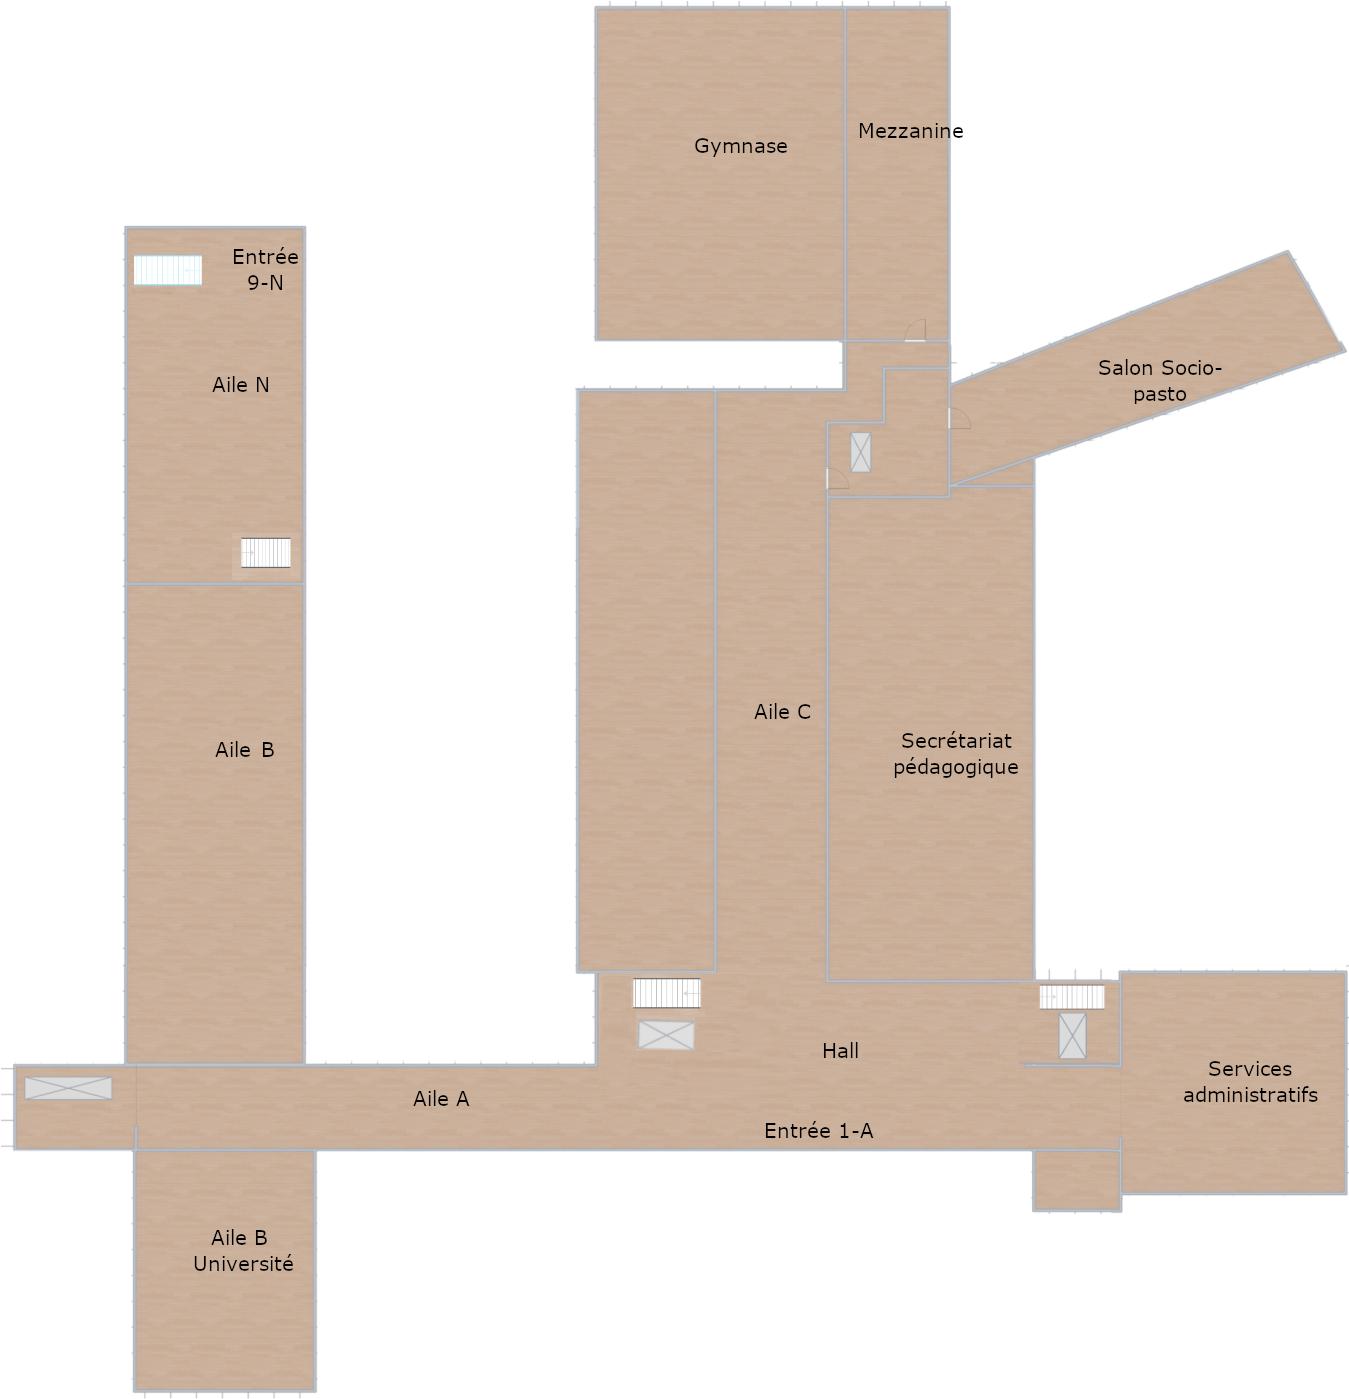 Mezzanine
Gymnase
Entrée
9-N
Salon Socio-
pasto
Aile N
Aile C
Secrétariat
pédagogique
Aile B
Hall
Services
administratifs
Aile A
Entrée 1-A
Aile B
Université